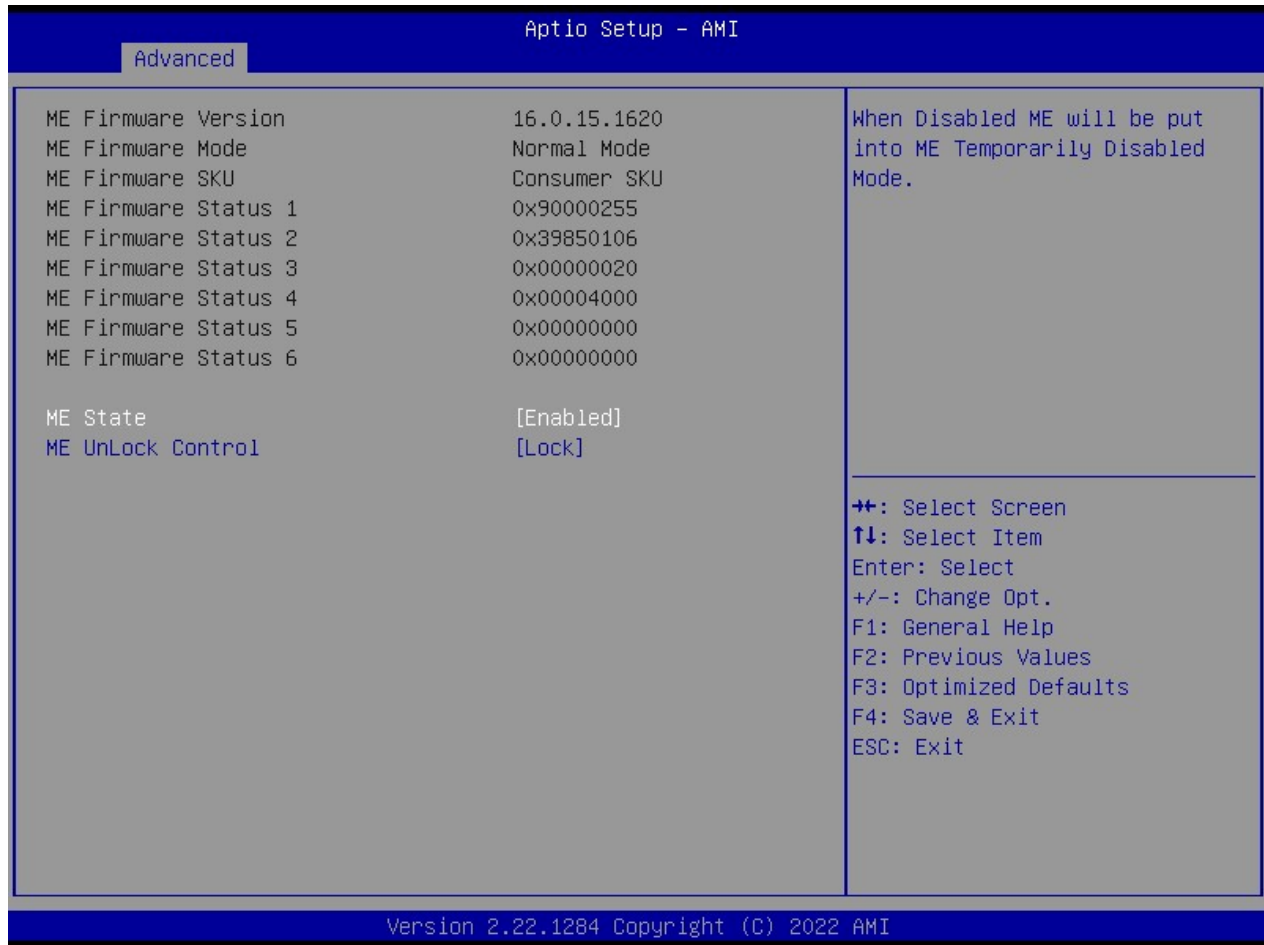 Aptio Setup – AMI
Advanced
ME Firmware Version 16.0.15.1620
ME Firmware Mode Normal Mode
ME Firmware SKU Consumer SKU
ME Firmware Status 1 0x90000255
ME Firmware Status 2 0x39850106
ME Firmware Status 3 0x00000020
ME Firmware Status 4 0x00004000
ME Firmware Status 5 0x00000000
ME Firmware Status 6 0x00000000
ME State [Enabled]
ME UnLock Control [Lock]
When Disabled ME will be put
into ME Temporarily Disabled
Mode.
→←: Select Screen
↑↓: Select Item
Enter: Select
+/-: Change Opt.
F1: General Help
F2: Previous Values
F3: Optimized Defaults
F4: Save & Exit
ESC: Exit
Version 2.22.1284 Copyright (C) 2022 AMI